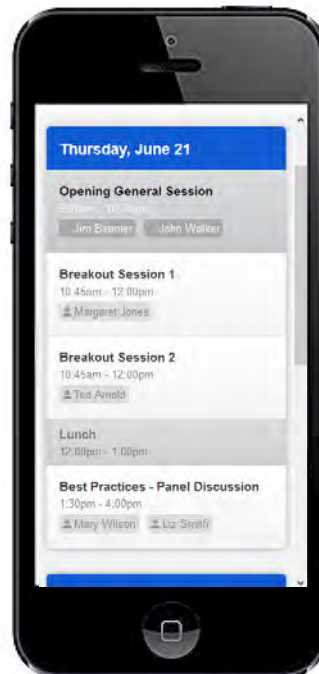 Thursday, June 21
Opening General Session
Jim Beamer John Walker
Breakout Session 1
10:45am - 12:00pm
Margaret Jones
Breakout Session 2
10:45am - 12:00pm
Ted Arnold
Lunch
12:00pm - 1:00pm
Best Practices - Panel Discussion
1:30pm - 4:00pm
Mary Wilson Liz Smith